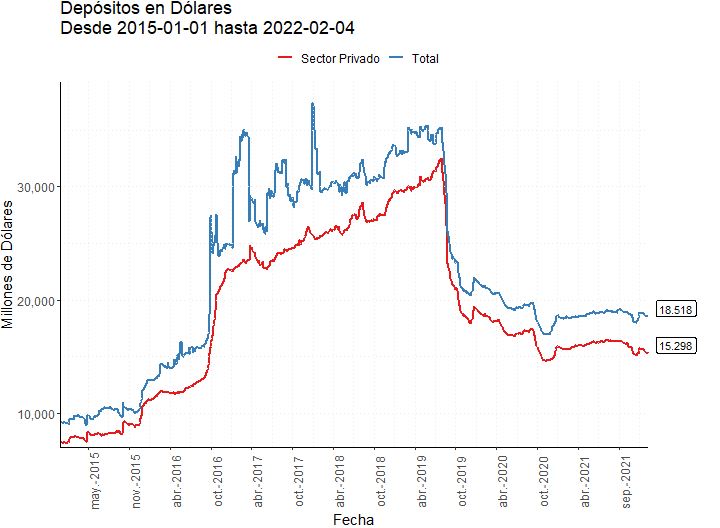 Depósitos en Dólares
Desde 2015-01-01 hasta 2022-02-04
Sector Privado
Total
Millones de Dólares
30,000
20,000
10,000
18.518
15.298
may.-2015
nov.-2015
abr.-2016
oct.-2016
abr.-2017
oct.-2017
abr.-2018
oct.-2018
abr.-2019
oct.-2019
abr.-2020
oct.-2020
abr.-2021
sep.-2021
Fecha